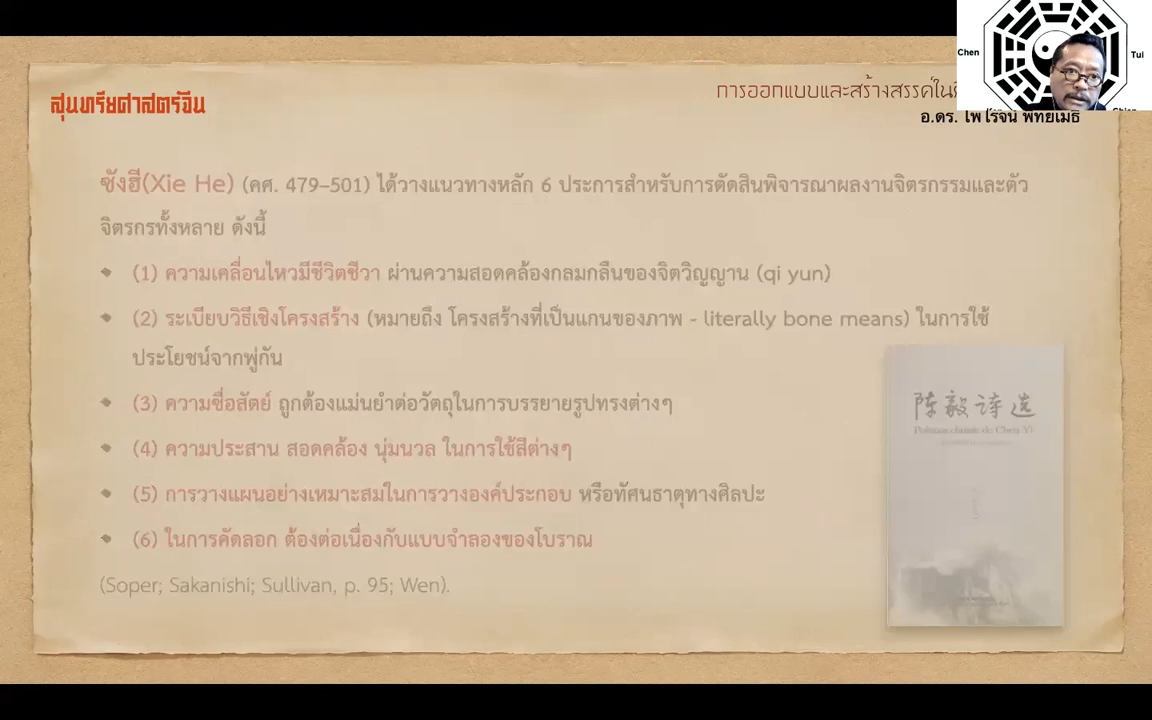 Chen
Tui
สุนทรียศาสตร์จีน
การออกแบบและสร้างสรรค์ใน
อ.ดร. ไพโรจน์ พิทยเมธี
ซังฮี(Xie He) (คศ. 479–501) ได้วางแนวทางหลัก 6 ประการสำหรับการตัดสินพิจารณาผลงานจิตรกรรมและตัว
จิตรกรทั้งหลาย ดังนี้
(1) ความเคลื่อนไหวมีชีวิตชีวา ผ่านความสอดคล้องกลมกลืนของจิตวิญญาน (qi yun)
(2) ระเบียบวิธีเชิงโครงสร้าง (หมายถึง โครงสร้างที่เป็นแกนของภาพ - literally bone means) ในการใช้
ประโยชน์จากพู่กัน
(3) ความซื่อสัตย์ ถูกต้องแม่นยำต่อวัตถุในการบรรยายรูปทรงต่างๆ
(4) ความประสาน สอดคล้อง นุ่มนวล ในการใช้สีต่างๆ
(5) การวางแผนอย่างเหมาะสมในการวางองค์ประกอบ หรือทัศนธาตุทางศิลปะ
(6) ในการคัดลอก ต้องต่อเนื่องกับแบบจำลองของโบราณ
(Soper; Sakanishi; Sullivan, p. 95; Wen).
陈毅诗选